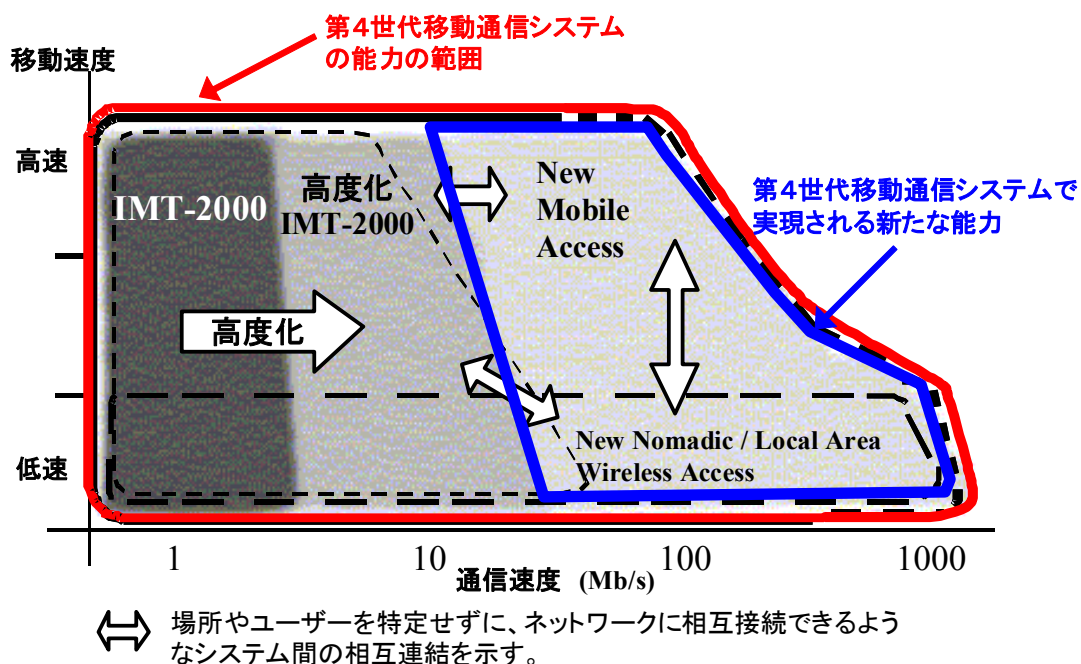 第4世代移動通信システム
の能力の範囲
移動速度
高速
低速
IMT-2000
高度化
IMT-2000
New
Mobile
Access
第4世代移動通信システムで
実現される新たな能力
高度化
New Nomadic / Local Area
Wireless Access
1 10 100 1000
通信速度 (Mb/s)
場所やユーザーを特定せずに、ネットワークに相互接続できるよう
なシステム間の相互連結を示す。